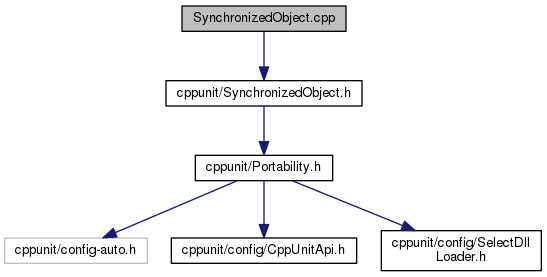 SynchronizedObject.cpp
cppunit/SynchronizedObject.h
cppunit/Portability.h
cppunit/config-auto.h
cppunit/config/CppUnitApi.h
cppunit/config/SelectDll
Loader.h